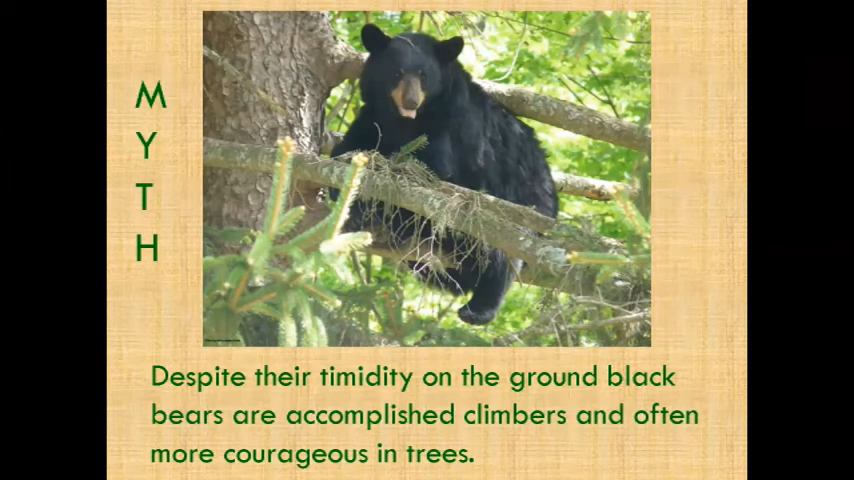 M
Y
T
H
Despite their timidity on the ground black
bears are accomplished climbers and often
more courageous in trees.